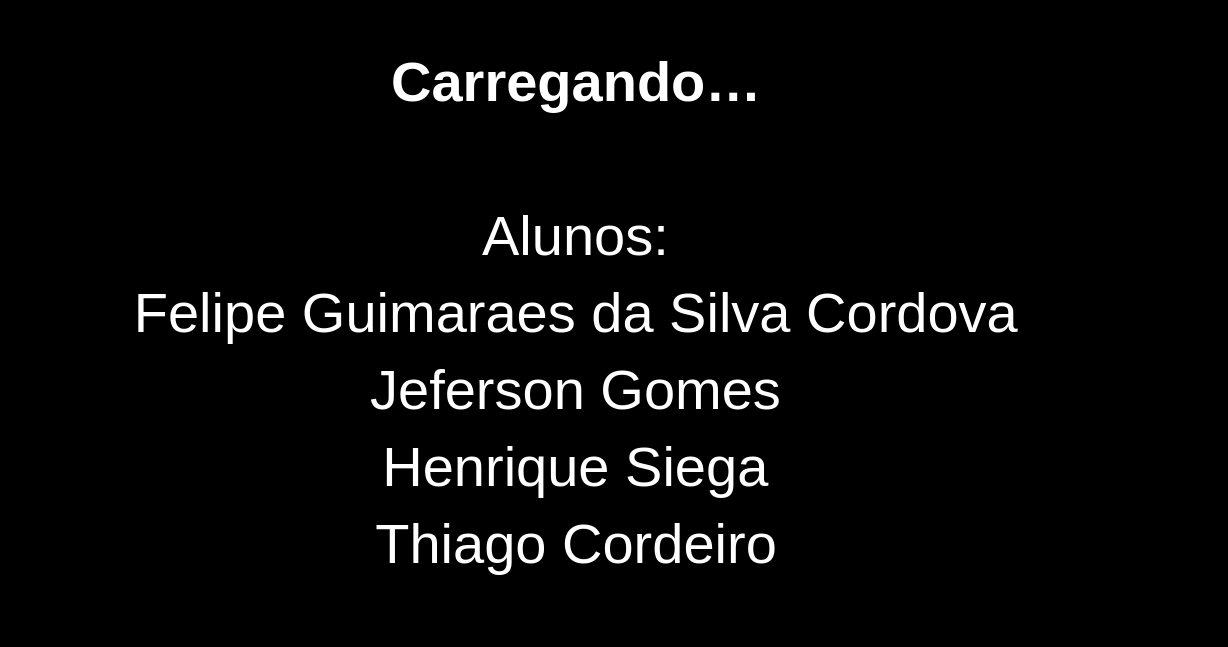 Carregando…
Alunos:
Felipe Guimaraes da Silva Cordova
Jeferson Gomes
Henrique Siega
Thiago Cordeiro